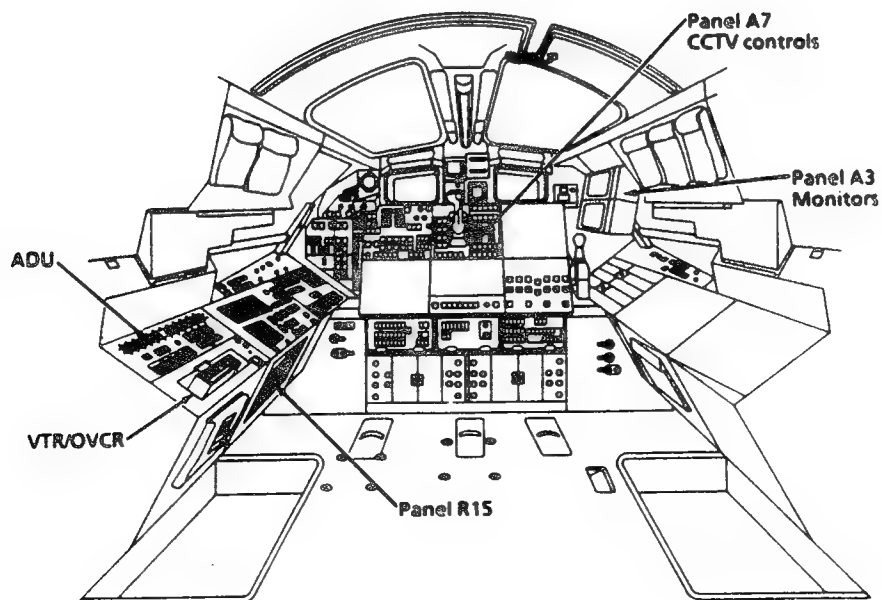 Panel A7
CCTV controls
Panel A3
Monitors
ADU
VTR/OVCR
Panel R15